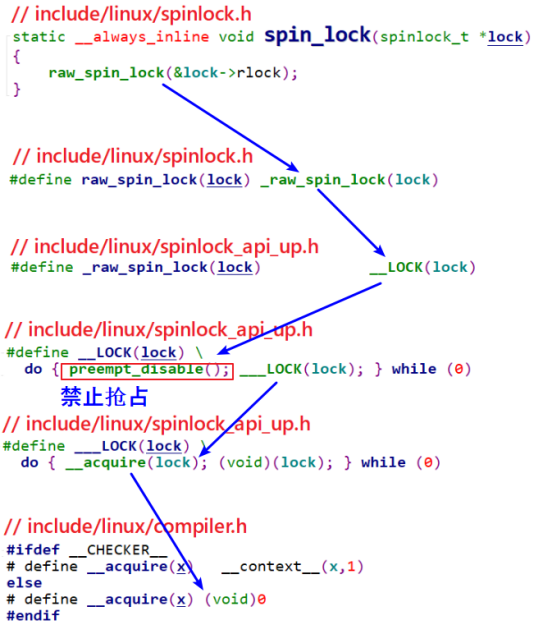 // include/linux/spinlock.h
static __always_inline void spin_lock(spinlock_t *lock)
{
    raw_spin_lock(&lock->rlock);
}
// include/linux/spinlock.h
#define raw_spin_lock(lock) _raw_spin_lock(lock)
// include/linux/spinlock_api_up.h
#define _raw_spin_lock(lock) __LOCK(lock)
// include/linux/spinlock_api_up.h
#define __LOCK(lock) \
  do { preempt_disable(); ___LOCK(lock); } while (0)
禁止抢占
// include/linux/spinlock_api_up.h
#define ___LOCK(lock) \
  do { __acquire(lock); (void)(lock); } while (0)
// include/linux/compiler.h
#ifdef __CHECKER__
# define __acquire(x) __context__(x,1)
else
# define __acquire(x) (void)0
#endif